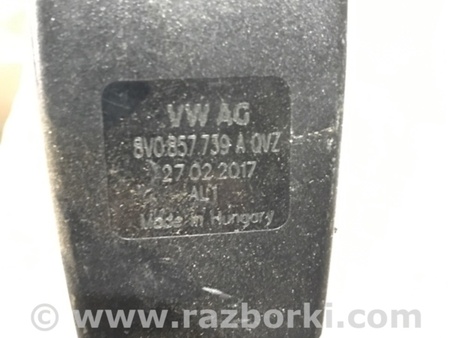 VW AG
8V0.857.739 A QVZ
27.02.2017
AL1
Made in Hungary
© www.razborki.com